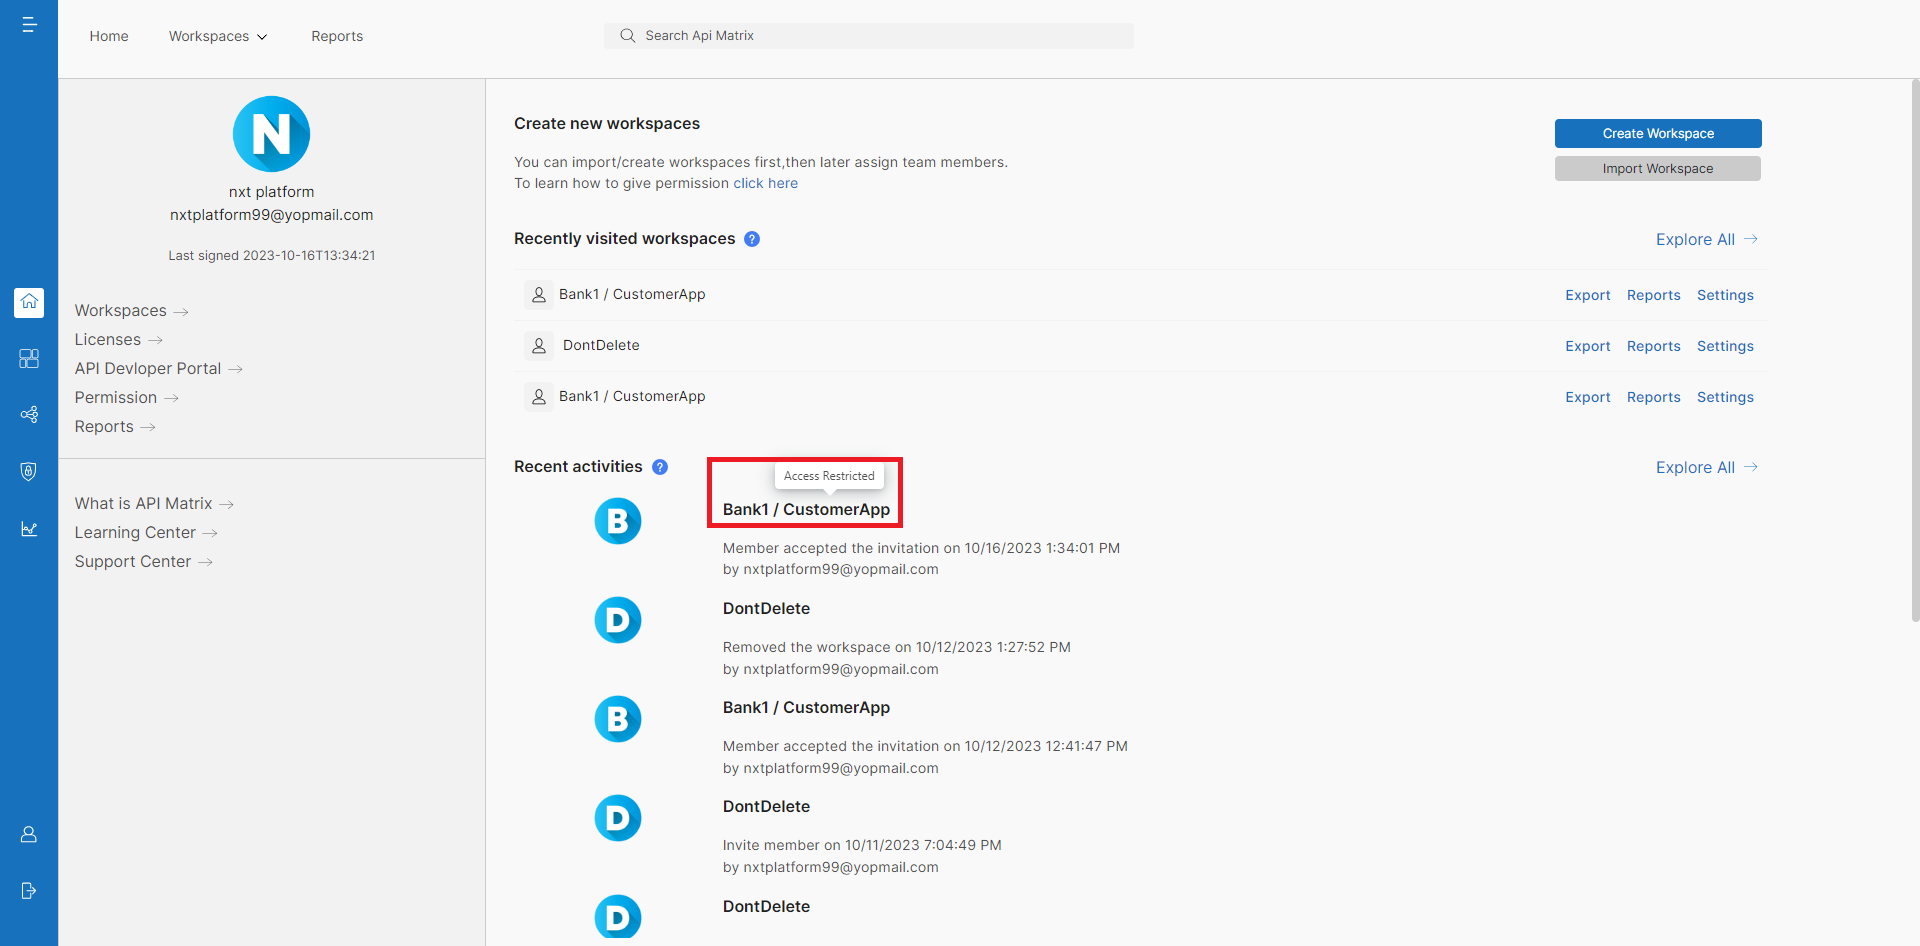 Home
Workspaces
Reports
Search Api Matrix
N
nxt platform
nxtplatform99@yopmail.com
Last signed 2023-10-16T13:34:21
Workspaces
Licenses
API Devloper Portal
Permission
Reports
What is API Matrix
Learning Center
Support Center
Create new workspaces
You can import/create workspaces first,then later assign team members.
To learn how to give permission click here
Create Workspace
Import Workspace
Recently visited workspaces ?
Explore All
Bank1 / CustomerApp
Export Reports Settings
DontDelete
Export Reports Settings
Bank1 / CustomerApp
Export Reports Settings
Recent activities ?
Explore All
Access Restricted
B
Bank1 / CustomerApp
Member accepted the invitation on 10/16/2023 1:34:01 PM
by nxtplatform99@yopmail.com
D
DontDelete
Removed the workspace on 10/12/2023 1:27:52 PM
by nxtplatform99@yopmail.com
B
Bank1 / CustomerApp
Member accepted the invitation on 10/12/2023 12:41:47 PM
by nxtplatform99@yopmail.com
D
DontDelete
Invite member on 10/11/2023 7:04:49 PM
by nxtplatform99@yopmail.com
D
DontDelete